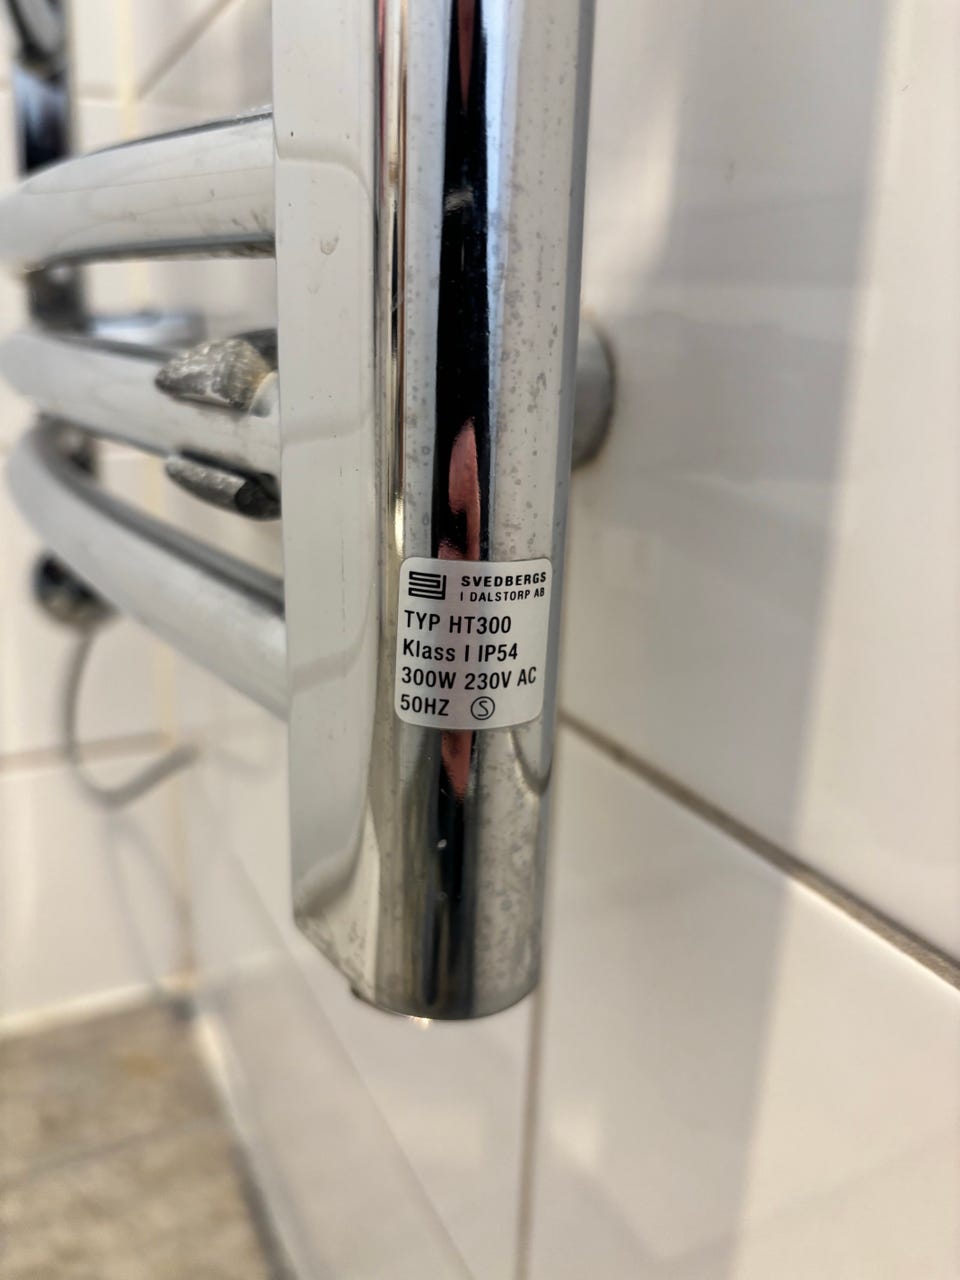 SVEDBERGS
I DALSTORP AB
TYP HT300
Klass I IP54
300W 230V AC
50HZ Ⓢ